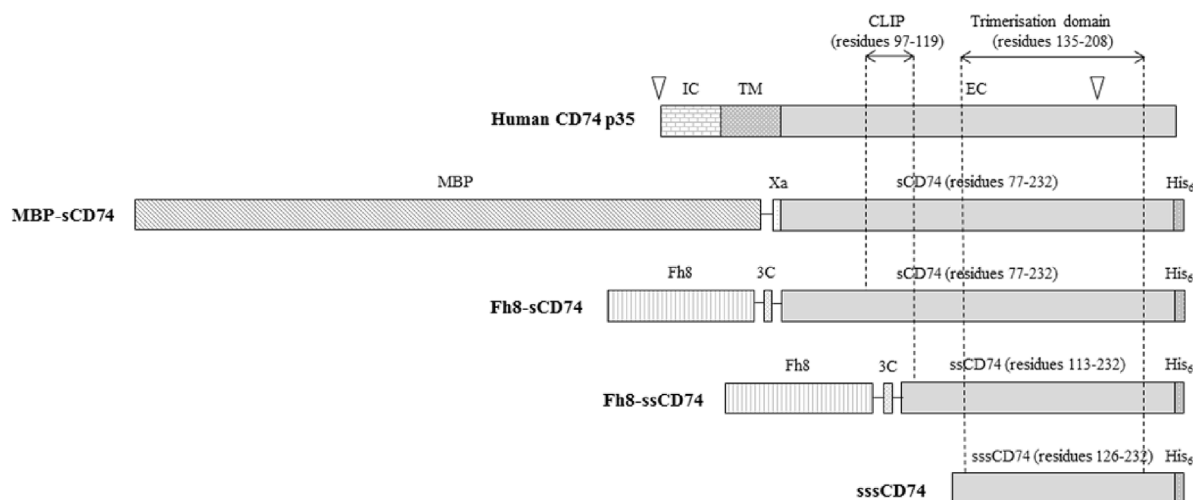 CLIP
(residues 97-119)
Trimerisation domain
(residues 135-208)
IC TM EC
Human CD74 p35
MBP Xa sCD74 (residues 77-232) His6
MBP-sCD74
Fh8 3C sCD74 (residues 77-232) His6
Fh8-sCD74
Fh8 3C ssCD74 (residues 113-232) His6
Fh8-ssCD74
sssCD74 (residues 126-232) His6
sssCD74